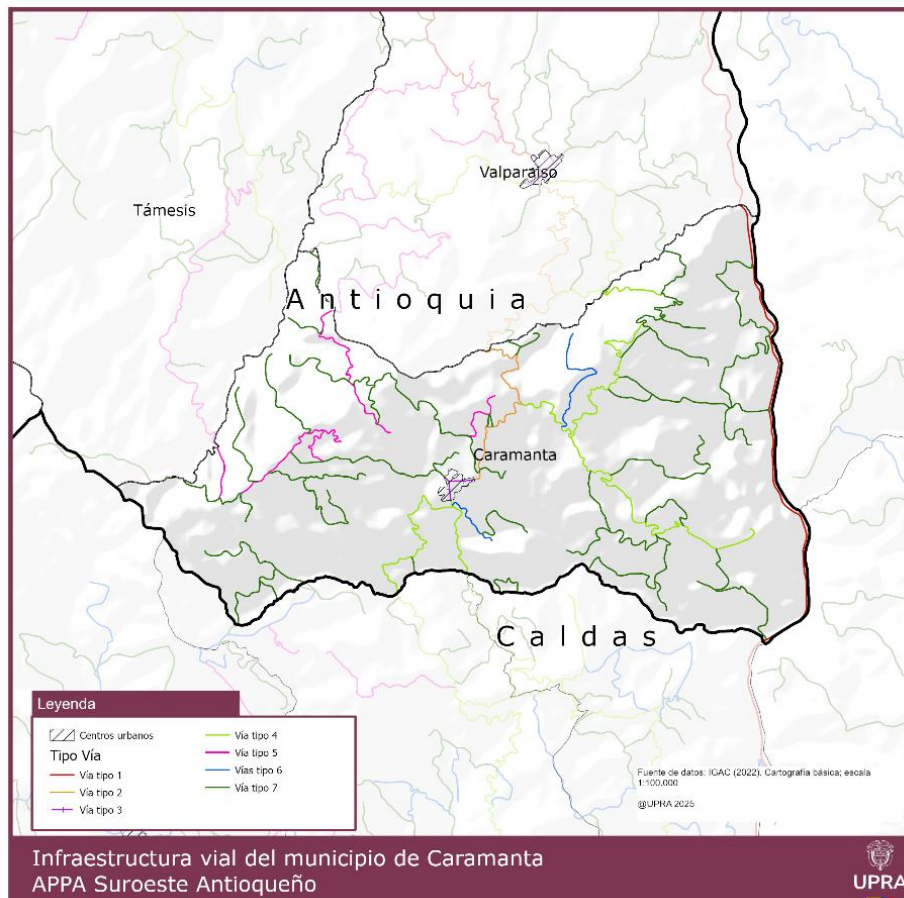 Valparaiso
Támesis
Antioquia
Caramanta
Caldas
Leyenda
Centros urbanos
Tipo Vía
Vía tipo 1
Vía tipo 2
Vía tipo 3
Vía tipo 4
Vía tipo 5
Vías tipo 6
Vía tipo 7
Fuente de datos: IGAC (2022). Cartografía básica; escala
1:100.000
@UPRA 2025
Infraestructura vial del municipio de Caramanta
APPA Suroeste Antioqueño
UPRA